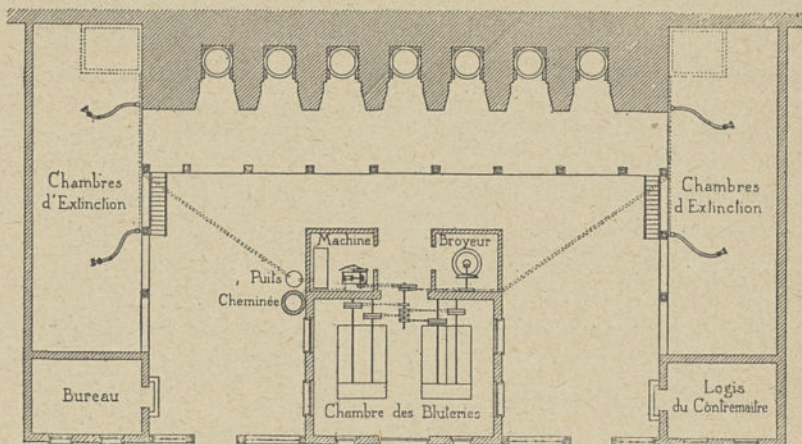 Chambres
d'Extinction
Chambres
d'Extinction
Machine
Broyeur
Puits
Cheminée
Bureau
Chambre des Bluteries
Logis
du Contremaître